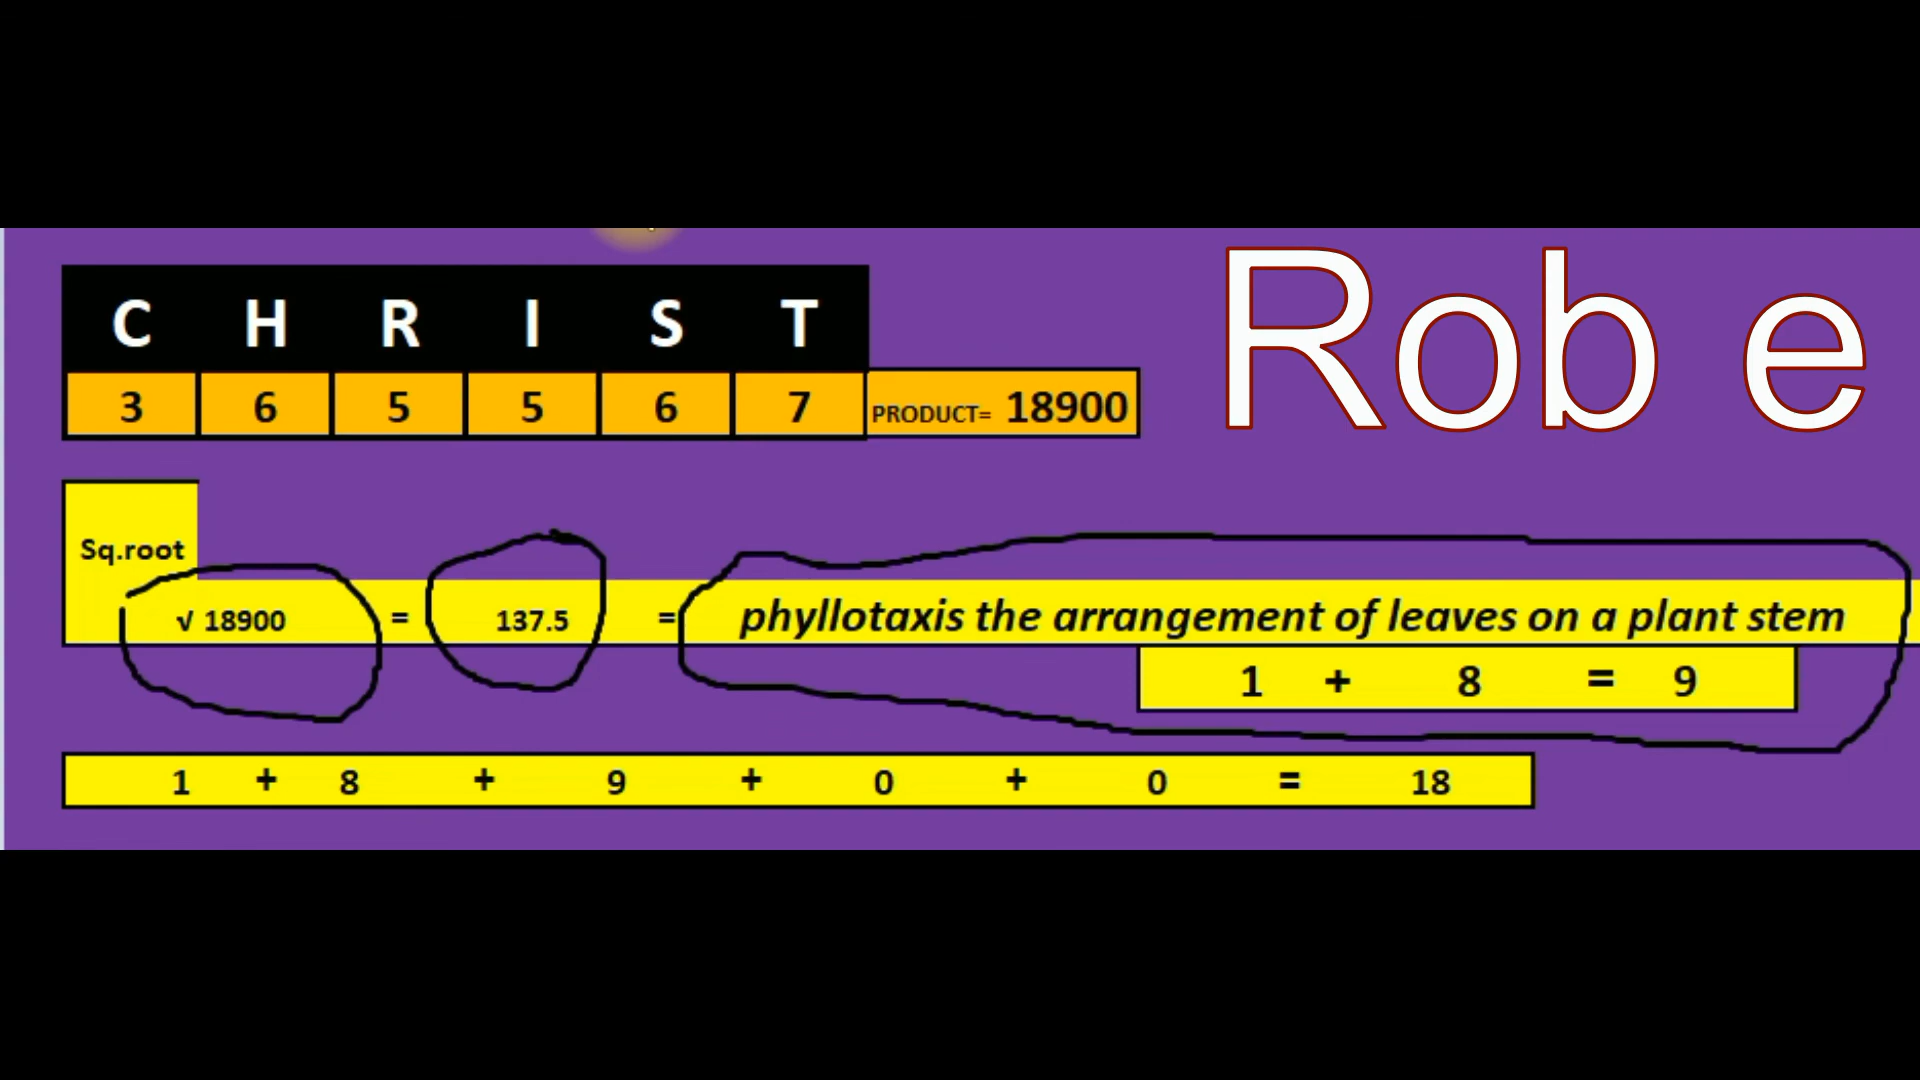 Rob e
C H R I S T
3 6 5 5 6 7 PRODUCT= 18900
Sq.root
√ 18900 = 137.5 = phyllotaxis the arrangement of leaves on a plant stem
1 + 8 = 9
1 + 8 + 9 + 0 + 0 = 18